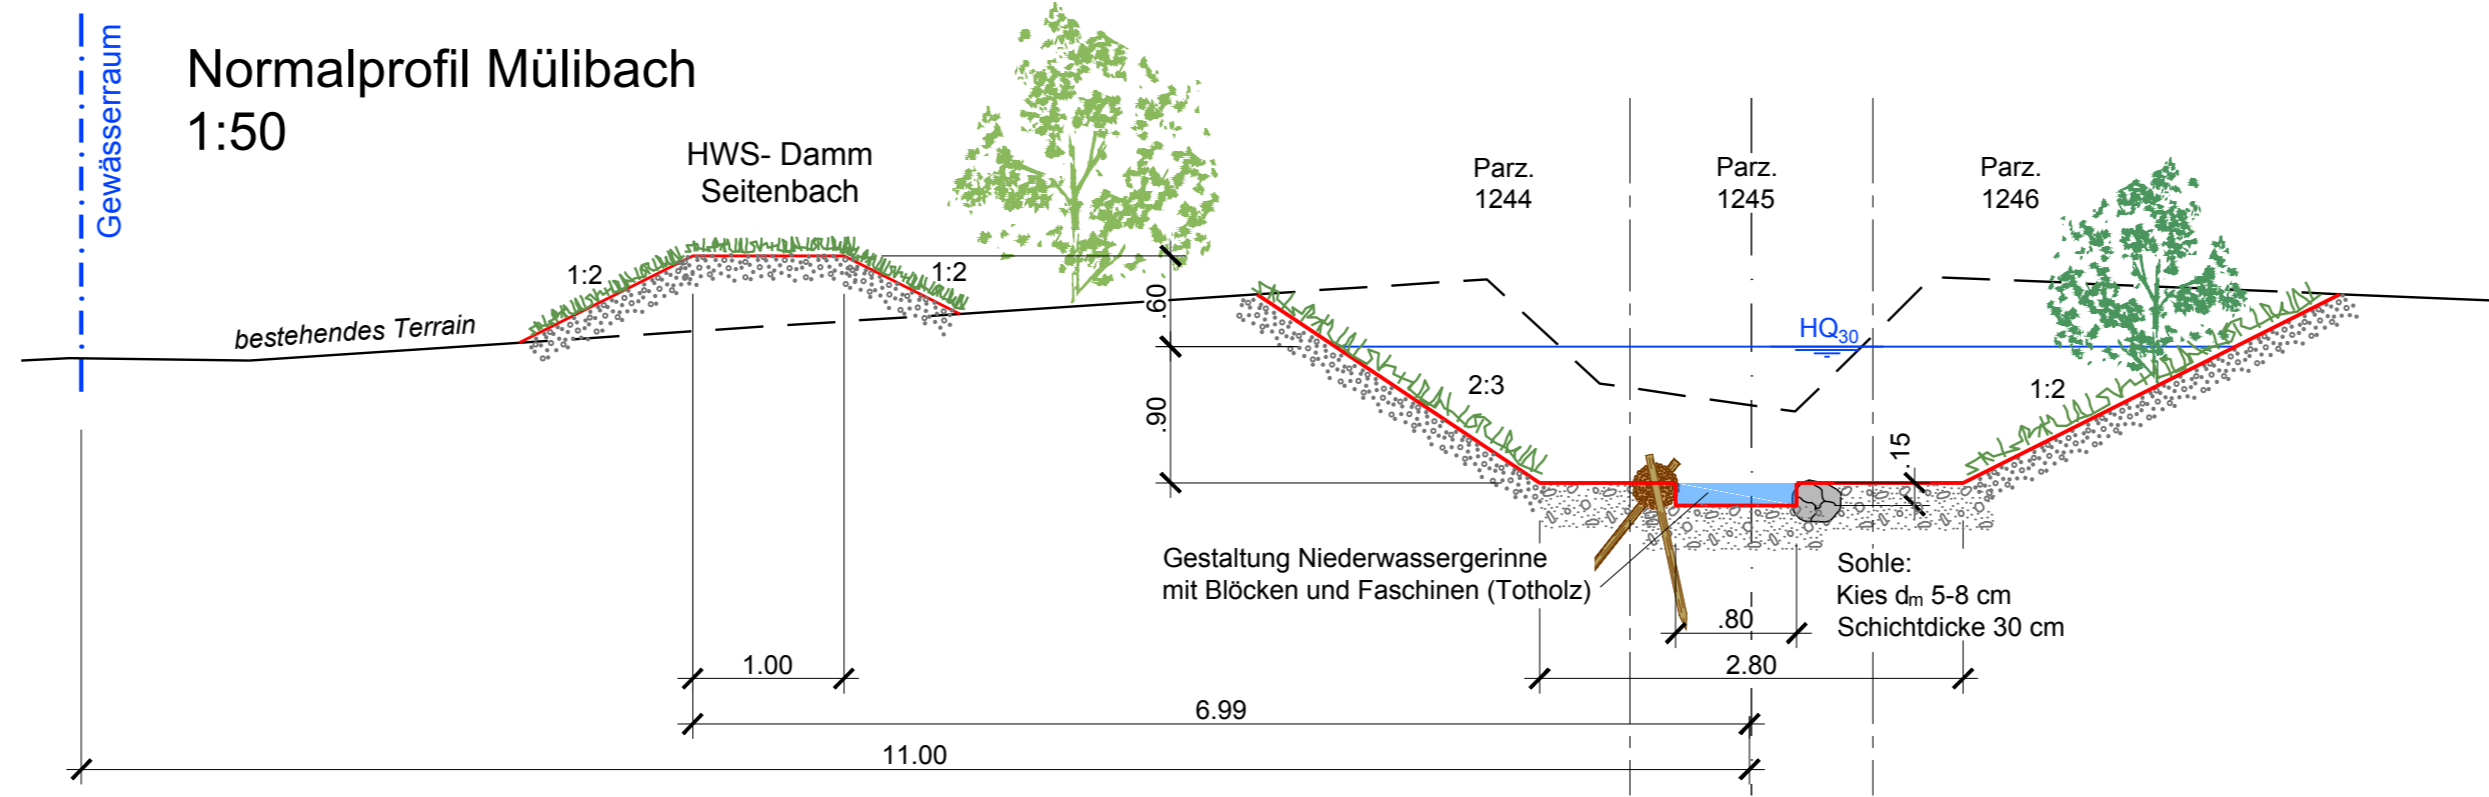 Gewässerraum
Normalprofil Mülibach
1:50
HWS- Damm
Seitenbach
Parz.
1244
Parz.
1245
Parz.
1246
1:2
1:2
bestehendes Terrain
.60
HQ30
.90
2:3
1:2
.15
Gestaltung Niederwassergerinne
mit Blöcken und Faschinen (Totholz)
Sohle:
Kies dm 5-8 cm
Schichtdicke 30 cm
.80
1.00
2.80
6.99
11.00